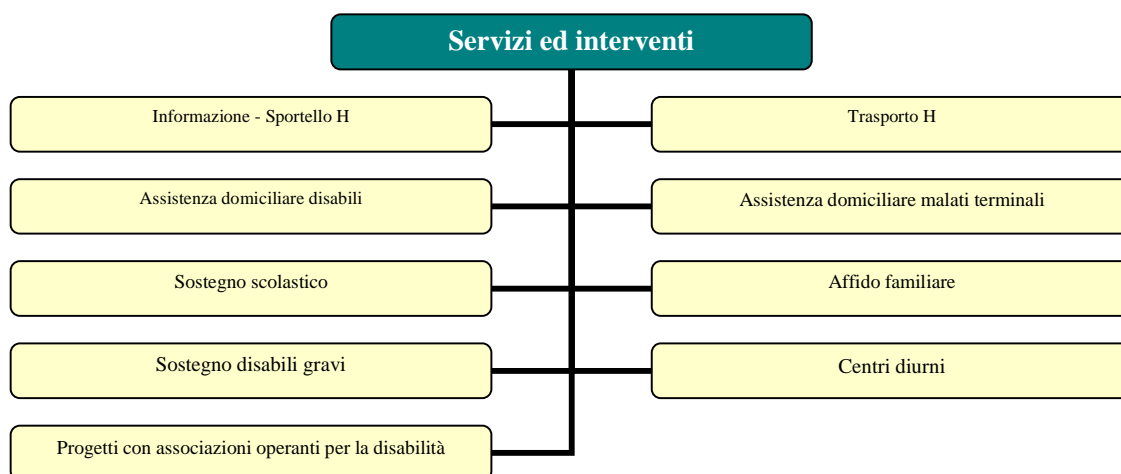 Servizi ed interventi
Informazione - Sportello H
Trasporto H
Assistenza domiciliare disabili
Assistenza domiciliare malati terminali
Sostegno scolastico
Affido familiare
Sostegno disabili gravi
Centri diurni
Progetti con associazioni operanti per la disabilità